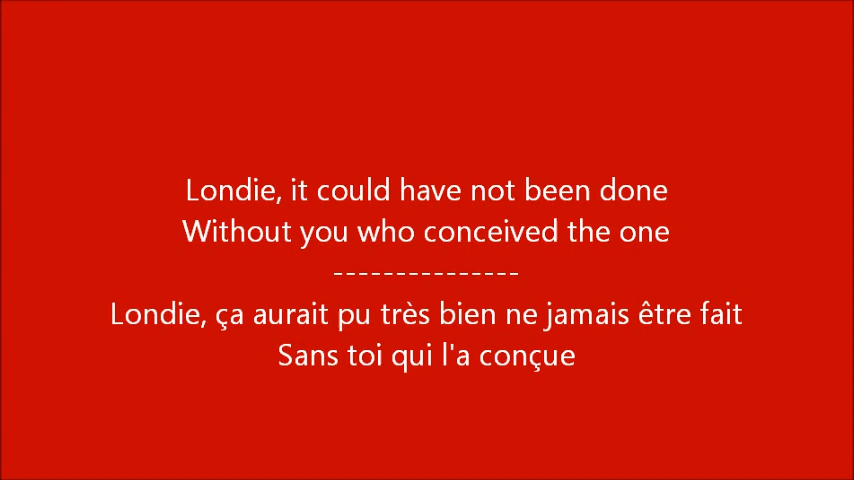 Londie, it could have not been done
Without you who conceived the one
---------------
Londie, ça aurait pu très bien ne jamais être fait
Sans toi qui l'a conçue